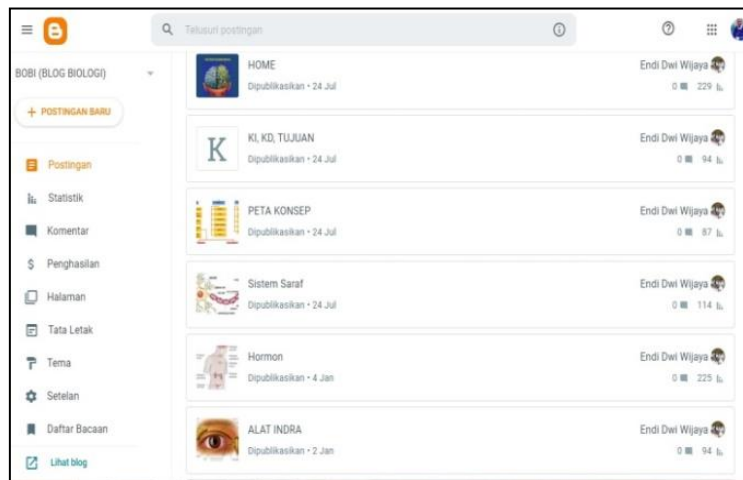 Telusuri postingan
BOBI (BLOG BIOLOGI)
+ POSTINGAN BARU
Postingan
Statistik
Komentar
$ Penghasilan
Halaman
Tata Letak
Tema
Setelan
Daftar Bacaan
Lihat blog
HOME
Dipublikasikan • 24 Jul
Endi Dwi Wijaya
0 229
K
KI, KD, TUJUAN
Dipublikasikan • 24 Jul
Endi Dwi Wijaya
0 94
PETA KONSEP
Dipublikasikan • 24 Jul
Endi Dwi Wijaya
0 87
Sistem Saraf
Dipublikasikan • 24 Jul
Endi Dwi Wijaya
0 114
Hormon
Dipublikasikan • 4 Jan
Endi Dwi Wijaya
0 225
ALAT INDRA
Dipublikasikan • 2 Jan
Endi Dwi Wijaya
0 94